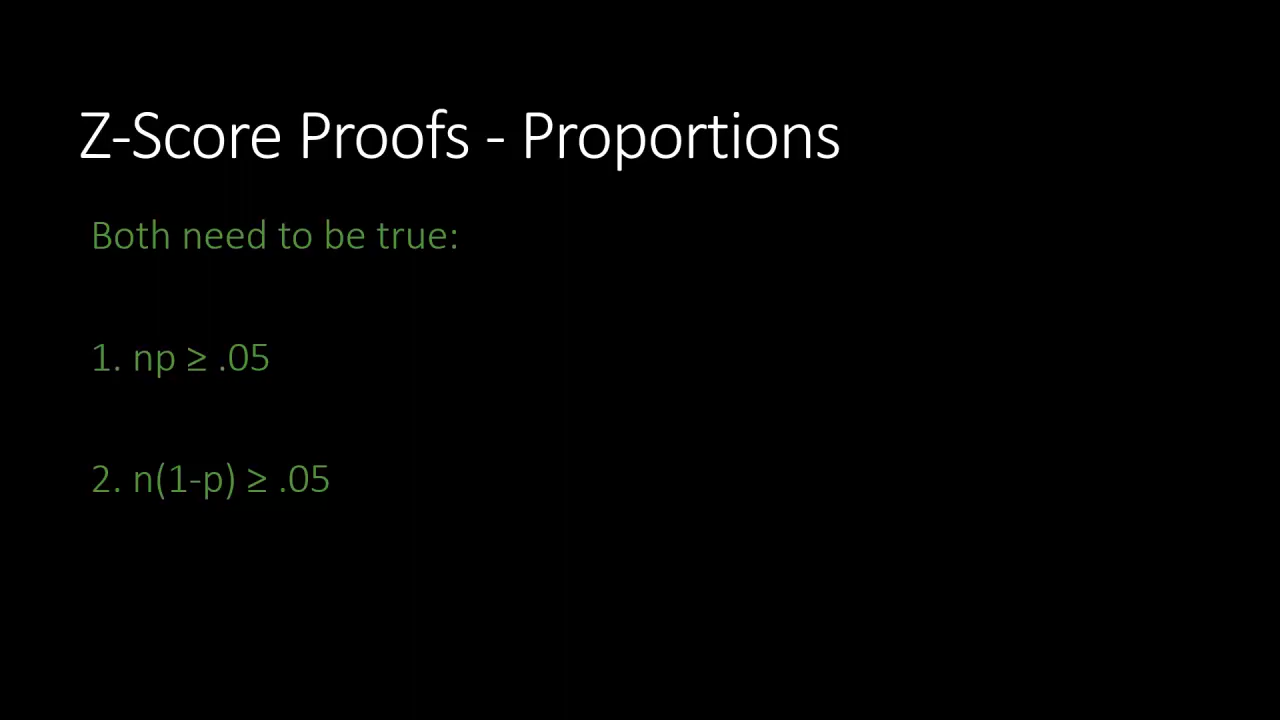 Z-Score Proofs - Proportions
Both need to be true:
1. np ≥ .05
2. n(1-p) ≥ .05